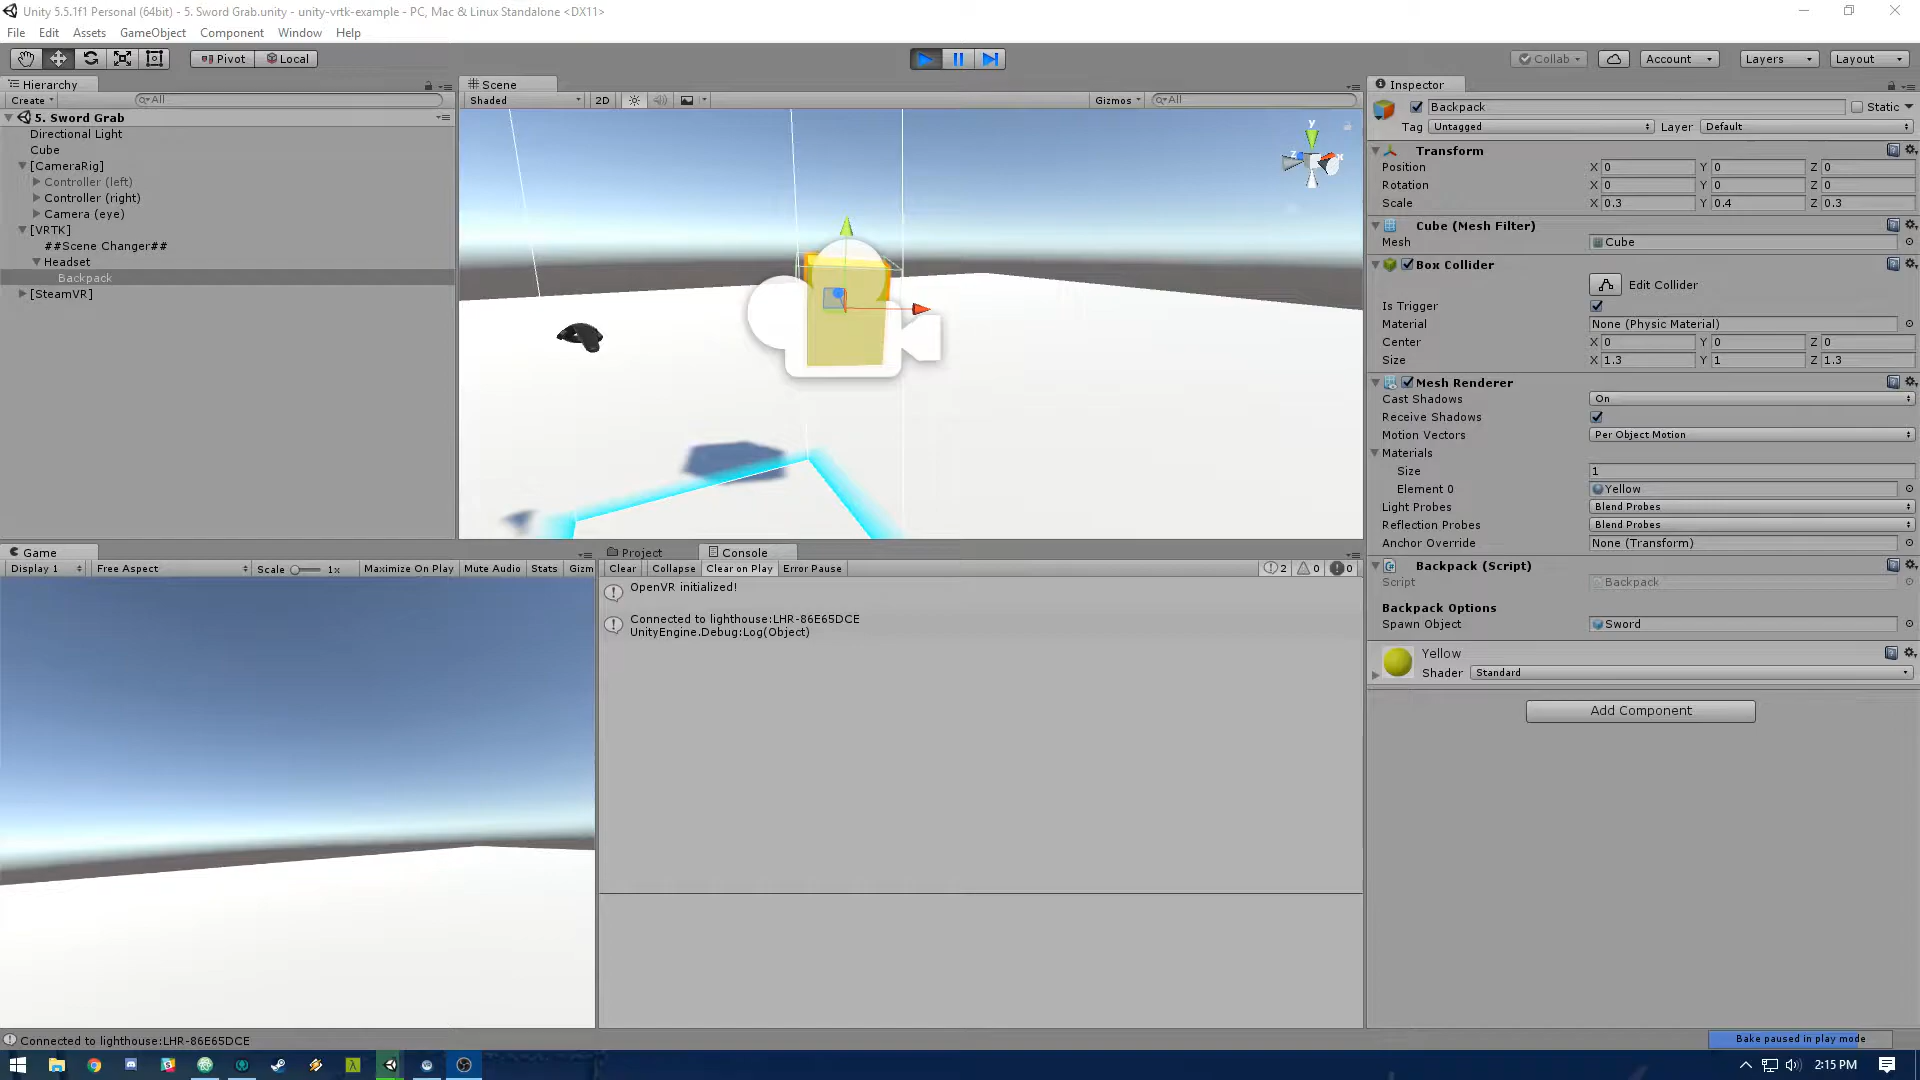 Unity 5.5.1f1 Personal (64bit) - 5. Sword Grab.unity - unity-vrtk-example - PC, Mac & Linux Standalone <DX11>
File Edit Assets GameObject Component Window Help
Pivot Local Collab Account Layers Layout
Hierarchy
Create All
5. Sword Grab
Directional Light
Cube
[CameraRig]
Controller (left)
Controller (right)
Camera (eye)
[VRTK]
##Scene Changer##
Headset
Backpack
[SteamVR]
Scene
Shaded 2D Gizmos All
y
z x
Inspector
Backpack Static
Tag Untagged Layer Default
Transform
Position X 0 Y 0 Z 0
Rotation X 0 Y 0 Z 0
Scale X 0.3 Y 0.4 Z 0.3
Cube (Mesh Filter)
Mesh Cube
Box Collider
Edit Collider
Is Trigger
Material None (Physic Material)
Center X 0 Y 0 Z 0
Size X 1.3 Y 1 Z 1.3
Mesh Renderer
Cast Shadows On
Receive Shadows
Motion Vectors Per Object Motion
Materials
Size 1
Element 0 Yellow
Light Probes Blend Probes
Reflection Probes Blend Probes
Anchor Override None (Transform)
Backpack (Script)
Script Backpack
Backpack Options
Spawn Object Sword
Yellow
Shader Standard
Add Component
Game
Display 1 Free Aspect Scale 1x Maximize On Play Mute Audio Stats Gizm
Project Console
Clear Collapse Clear on Play Error Pause 2 0 0
OpenVR initialized!
Connected to lighthouse:LHR-86E65DCE
UnityEngine.Debug:Log(Object)
Connected to lighthouse:LHR-86E65DCE
Bake paused in play mode
2:15 PM